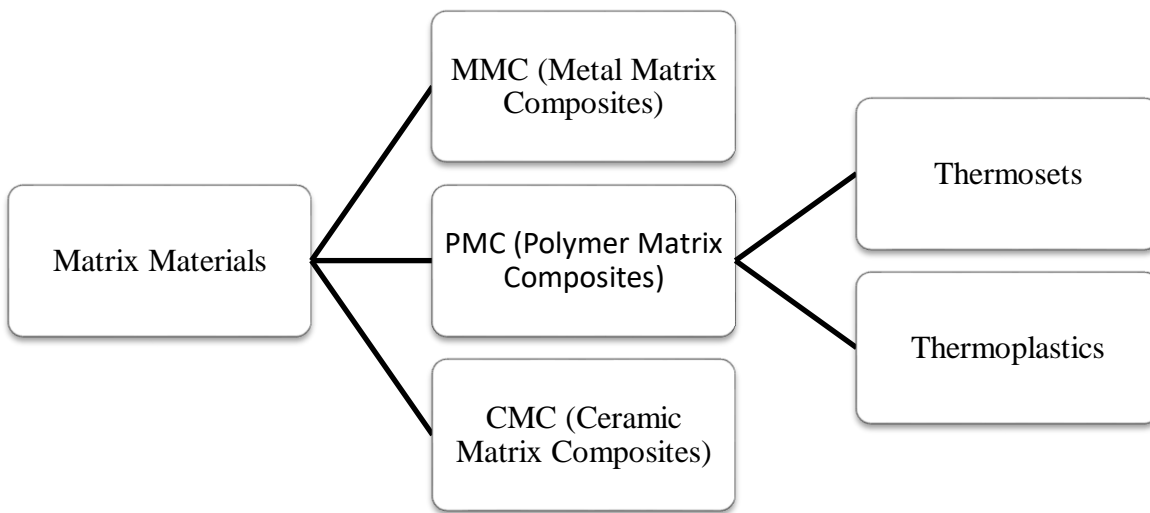 Matrix Materials
MMC (Metal Matrix
Composites)
PMC (Polymer Matrix
Composites)
CMC (Ceramic
Matrix Composites)
Thermosets
Thermoplastics